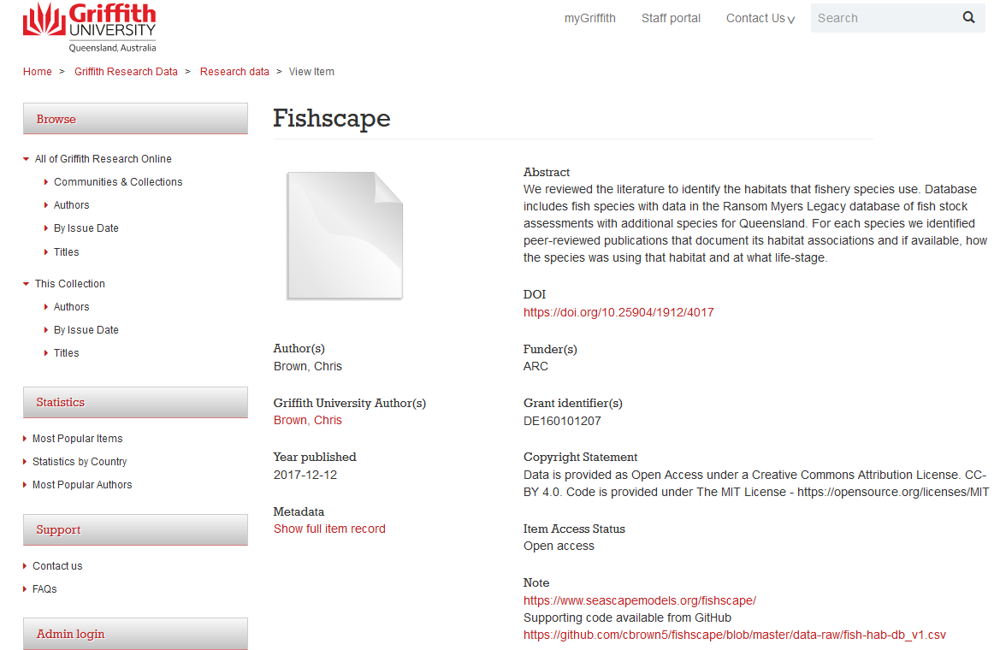 Griffith
UNIVERSITY
Queensland, Australia
myGriffith Staff portal Contact Us Search
Home > Griffith Research Data > Research data > View Item
Browse
All of Griffith Research Online
Communities & Collections
Authors
By Issue Date
Titles
This Collection
Authors
By Issue Date
Titles
Statistics
Most Popular Items
Statistics by Country
Most Popular Authors
Support
Contact us
FAQs
Admin login
Fishscape
Author(s)
Brown, Chris
Griffith University Author(s)
Brown, Chris
Year published
2017-12-12
Metadata
Show full item record
Abstract
We reviewed the literature to identify the habitats that fishery species use. Database
includes fish species with data in the Ransom Myers Legacy database of fish stock
assessments with additional species for Queensland. For each species we identified
peer-reviewed publications that document its habitat associations and if available, how
the species was using that habitat and at what life-stage.
DOI
https://doi.org/10.25904/1912/4017
Funder(s)
ARC
Grant identifier(s)
DE160101207
Copyright Statement
Data is provided as Open Access under a Creative Commons Attribution License. CC-
BY 4.0. Code is provided under The MIT License - https://opensource.org/licenses/MIT
Item Access Status
Open access
Note
https://www.seascapemodels.org/fishscape/
Supporting code available from GitHub
https://github.com/cbrown5/fishscape/blob/master/data-raw/fish-hab-db_v1.csv